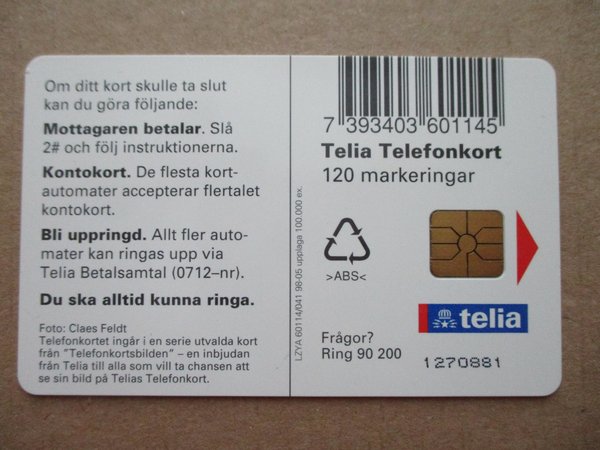 Om ditt kort skulle ta slut
kan du göra följande:
Mottagaren betalar. Slå
2# och följ instruktionerna.
Kontokort. De flesta kort-
automater accepterar flertalet
kontokort.
Bli uppringd. Allt fler auto-
mater kan ringas upp via
Telia Betalsamtal (0712–nr).
Du ska alltid kunna ringa.
Foto: Claes Feldt
Telefonkortet ingår i en serie utvalda kort
från "Telefonkortsbilden" – en inbjudan
från Telia till alla som vill ta chansen att
se sin bild på Telias Telefonkort.
LZYA 60114/041 98-05 upplaga 100.000 ex.
7 393403 601145
Telia Telefonkort
120 markeringar
>ABS<
telia
Frågor?
Ring 90 200
1270881